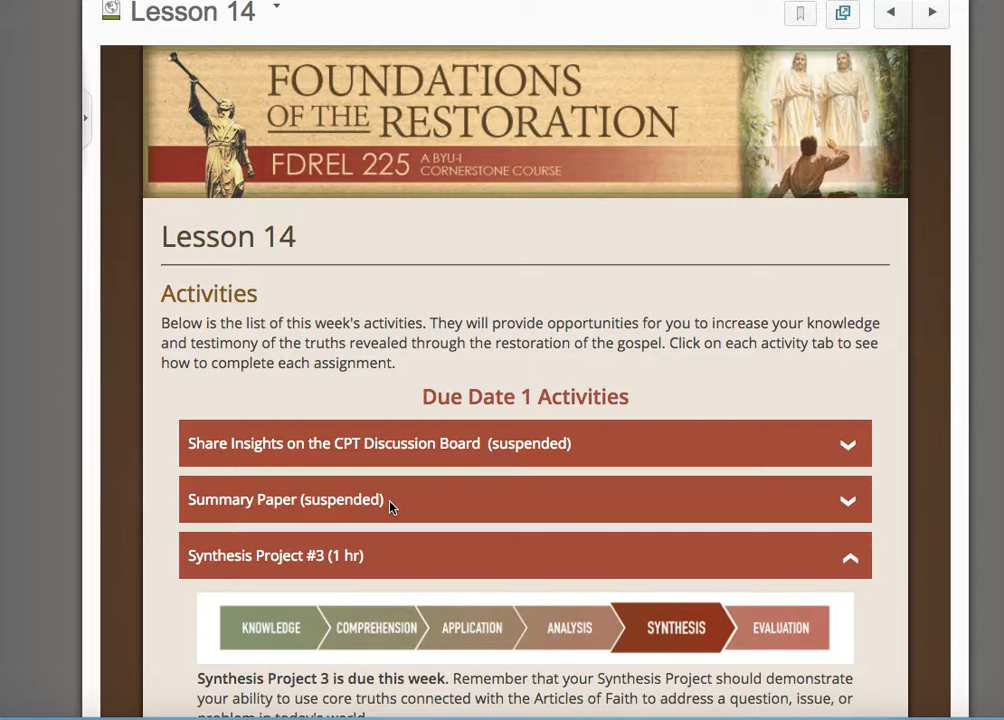 Lesson 14
FOUNDATIONS
OF THE RESTORATION
FDREL 225 A BYU-I
CORNERSTONE COURSE
Lesson 14
Activities
Below is the list of this week's activities. They will provide opportunities for you to increase your knowledge
and testimony of the truths revealed through the restoration of the gospel. Click on each activity tab to see
how to complete each assignment.
Due Date 1 Activities
Share Insights on the CPT Discussion Board (suspended)
Summary Paper (suspended)
Synthesis Project #3 (1 hr)
KNOWLEDGE COMPREHENSION APPLICATION ANALYSIS SYNTHESIS EVALUATION
Synthesis Project 3 is due this week. Remember that your Synthesis Project should demonstrate
your ability to use core truths connected with the Articles of Faith to address a question, issue, or
problem in today's world.